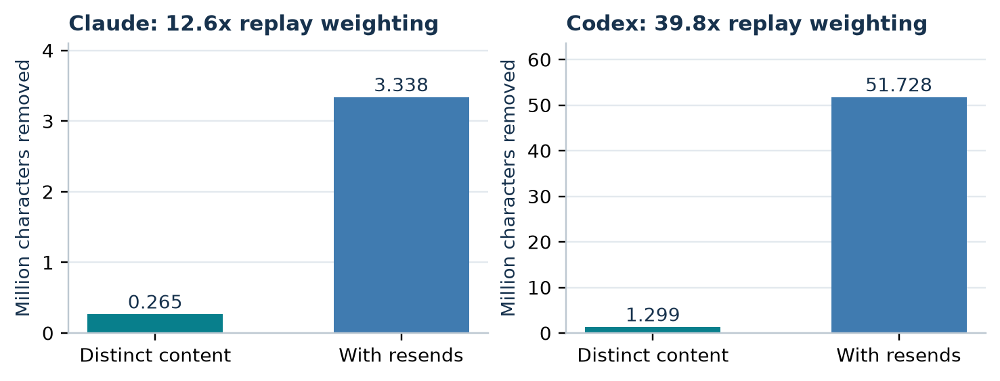 Claude: 12.6x replay weighting
Million characters removed
4
3
2
1
0
0.265
3.338
Distinct content
With resends
Codex: 39.8x replay weighting
Million characters removed
60
50
40
30
20
10
0
1.299
51.728
Distinct content
With resends